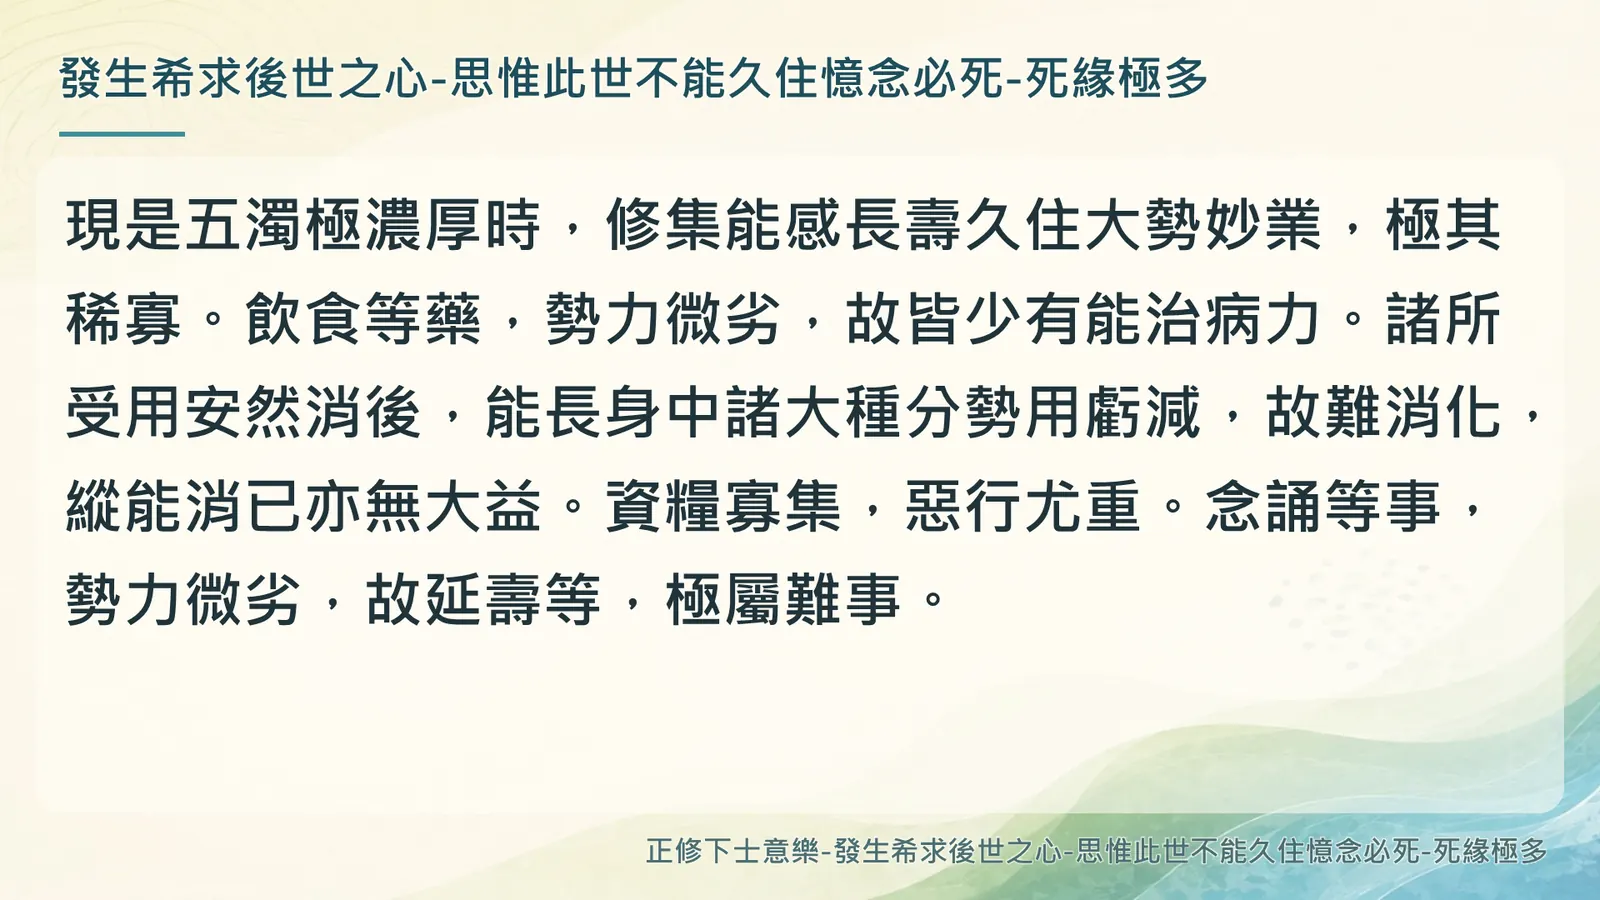 發生希求後世之心-思惟此世不能久住憶念必死-死緣極多
現是五濁極濃厚時，修集能感長壽久住大勢妙業，極其
稀寡。飲食等藥，勢力微劣，故皆少有能治病力。諸所
受用安然消後，能長身中諸大種分勢用虧減，故難消化，
縱能消已亦無大益。資糧寡集，惡行尤重。念誦等事，
勢力微劣，故延壽等，極屬難事。
正修下士意樂-發生希求後世之心-思惟此世不能久住憶念必死-死緣極多